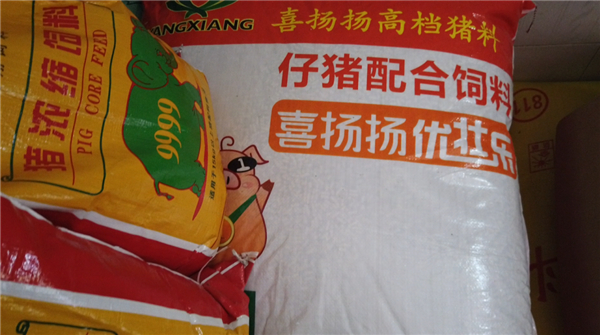 猪浓缩饲料
PIG CORE FEED
9999
ANGXIANG
喜扬扬高档猪料
仔猪配合饲料
喜扬扬优壮乐
811